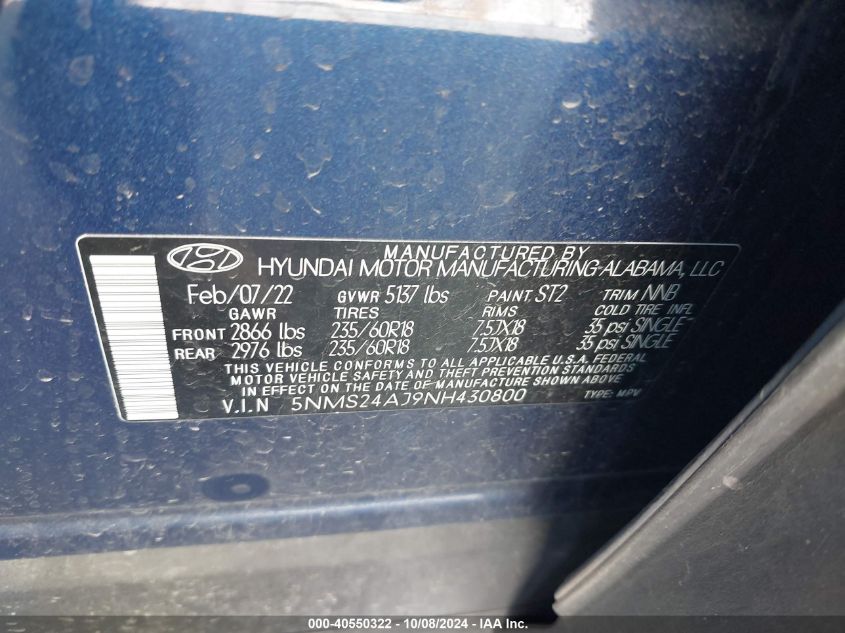 MANUFACTURED BY
HYUNDAI MOTOR MANUFACTURING-ALABAMA, LLC
Feb/07/22 GVWR 5137 lbs PAINT ST2 TRIM NNB
GAWR TIRES RIMS COLD TIRE INFL
FRONT 2866 lbs 235/60R18 7.5JX18 35 psi SINGLE
REAR 2976 lbs 235/60R18 7.5JX18 35 psi SINGLE
THIS VEHICLE CONFORMS TO ALL APPLICABLE U.S.A. FEDERAL
MOTOR VEHICLE SAFETY AND THEFT PREVENTION STANDARDS
IN EFFECT ON THE DATE OF MANUFACTURE SHOWN ABOVE
V.I.N 5NMS24AJ9NH430800 TYPE: MPV
000-40550322 - 10/08/2024 - IAA Inc.